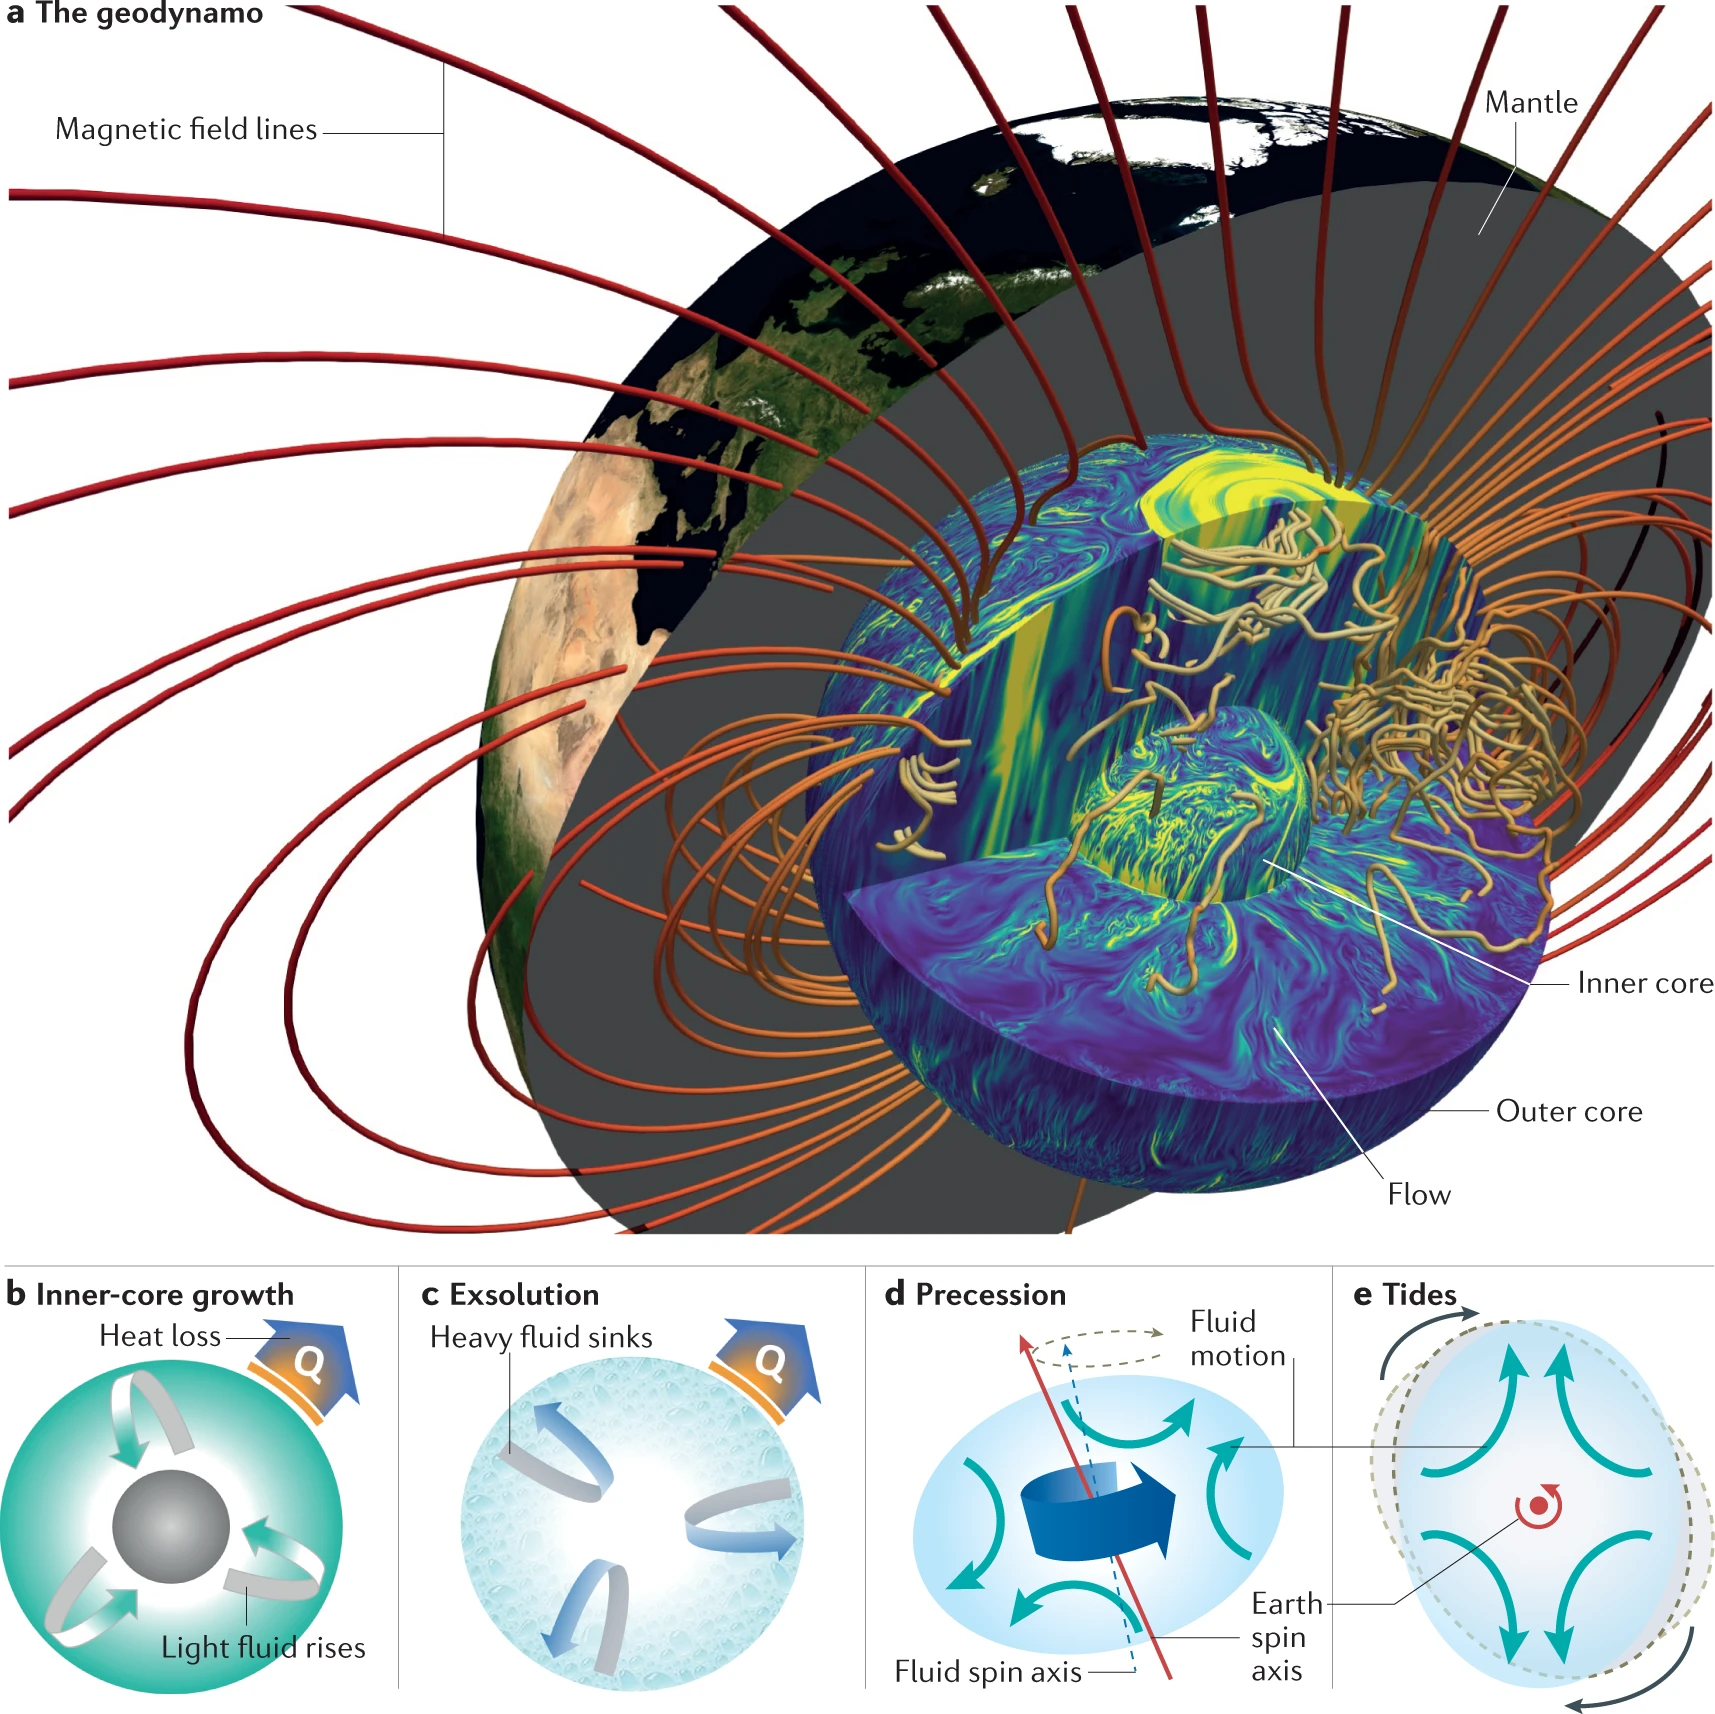 a The geodynamo
Magnetic field lines
Mantle
Inner core
Outer core
Flow
b Inner-core growth
Heat loss
Q
Light fluid rises
c Exsolution
Heavy fluid sinks
Q
d Precession
Fluid
motion
Earth
spin
axis
Fluid spin axis
e Tides